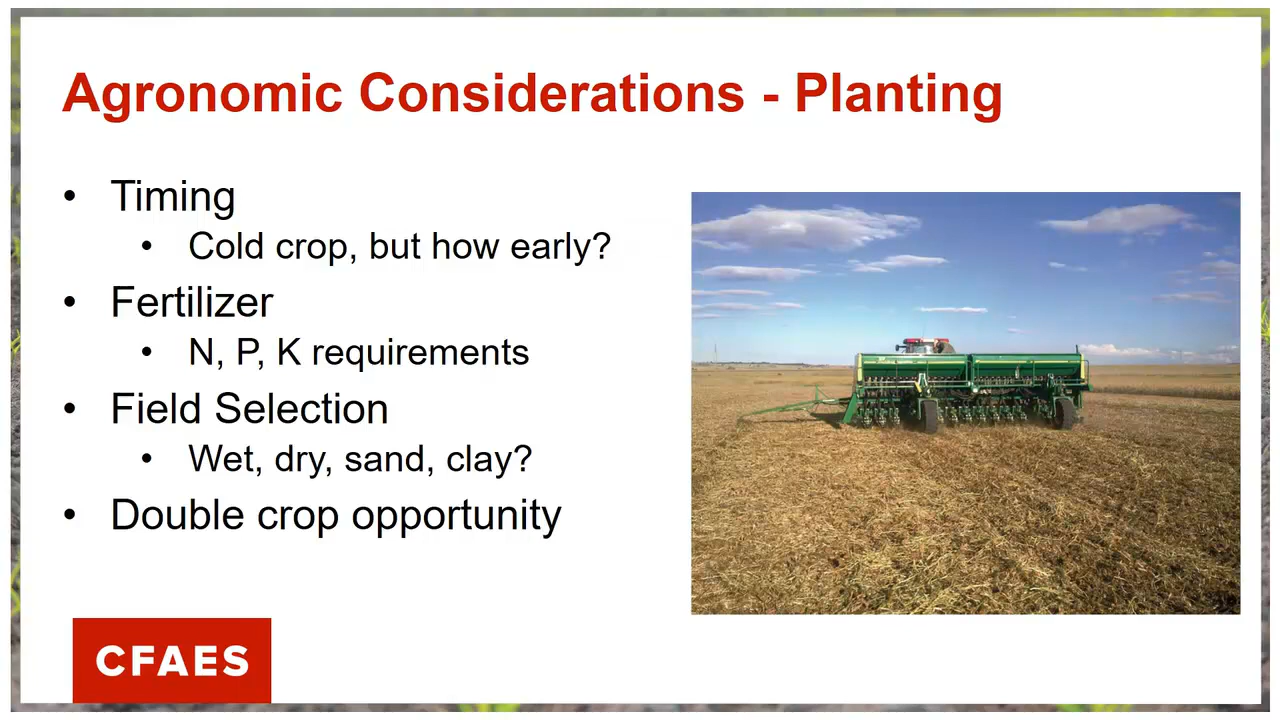 Agronomic Considerations - Planting
• Timing
• Cold crop, but how early?
• Fertilizer
• N, P, K requirements
• Field Selection
• Wet, dry, sand, clay?
• Double crop opportunity
CFAES